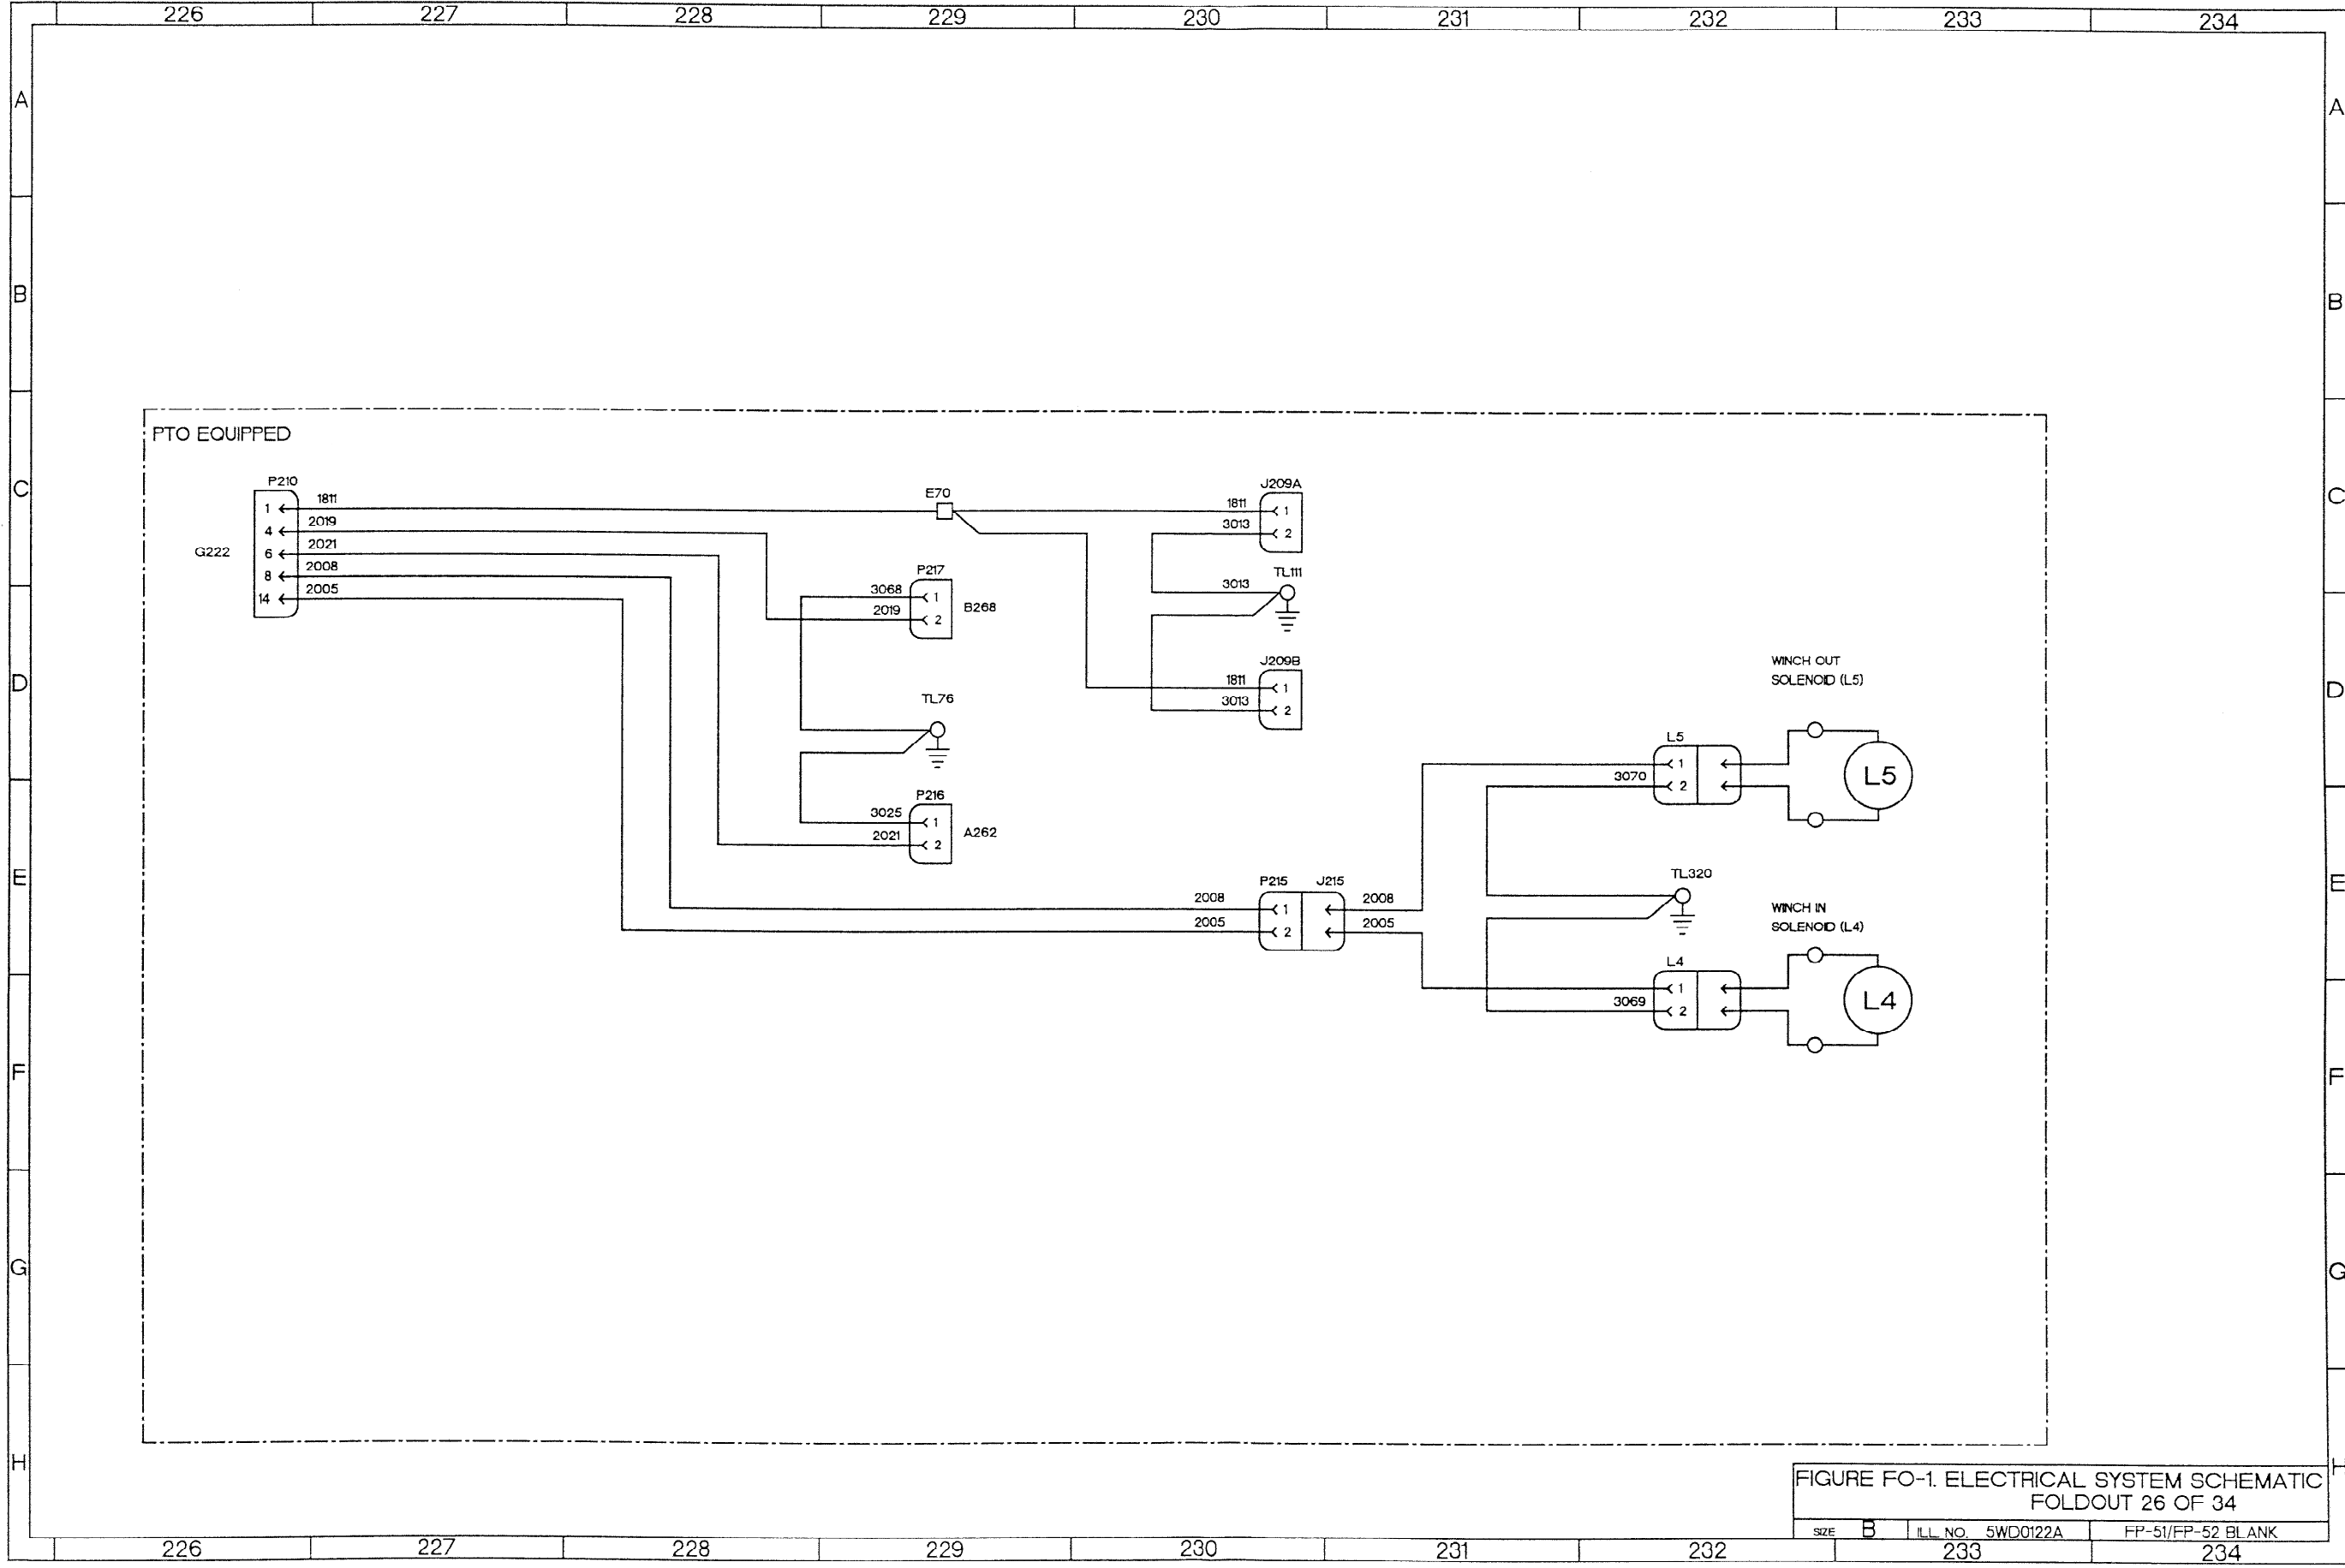 226 227 228 229 230 231 232 233 234
A A
B B
PTO EQUIPPED
C C
P210
1 1811
4 2019
6 2021
8 2008
14 2005
G222
E70
J209A
1811 1
3013 2
P217
3068 1
2019 2
B268
TL111
3013
D D
J209B
1811 1
3013 2
TL76
WINCH OUT
SOLENOID (L5)
L5
1
3070 2
L5
P216
3025 1
2021 2
A262
E E
P215 J215
2008 1 2008
2005 2 2005
TL320
WINCH IN
SOLENOID (L4)
L4
1
3069 2
L4
F F
G G
H H
FIGURE FO-1. ELECTRICAL SYSTEM SCHEMATIC
FOLDOUT 26 OF 34
SIZE B ILL. NO. 5WD0122A FP-51/FP-52 BLANK
226 227 228 229 230 231 232 233 234